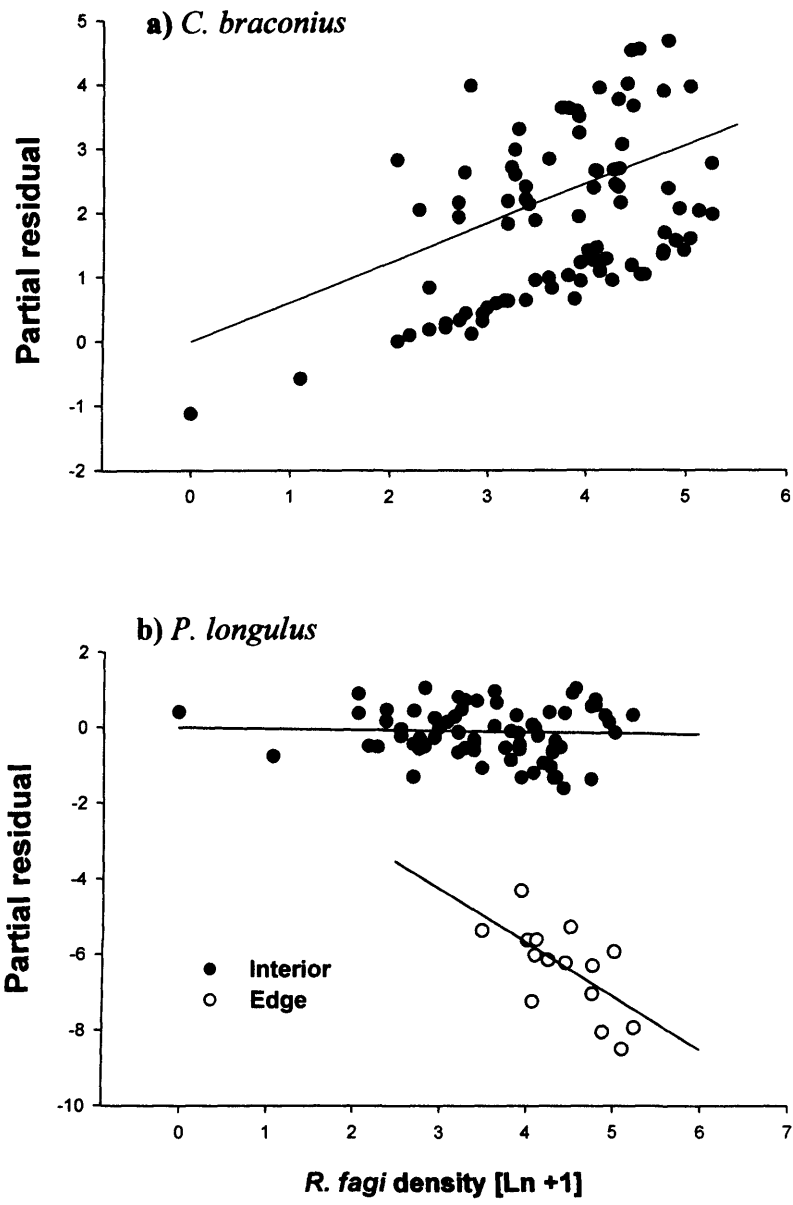 a) C. braconius
5
4
3
2
1
0
-1
-2
Partial residual
0 1 2 3 4 5 6
b) P. longulus
2
0
-2
-4
-6
-8
-10
Partial residual
Interior
Edge
0 1 2 3 4 5 6 7
R. fagi density [Ln +1]